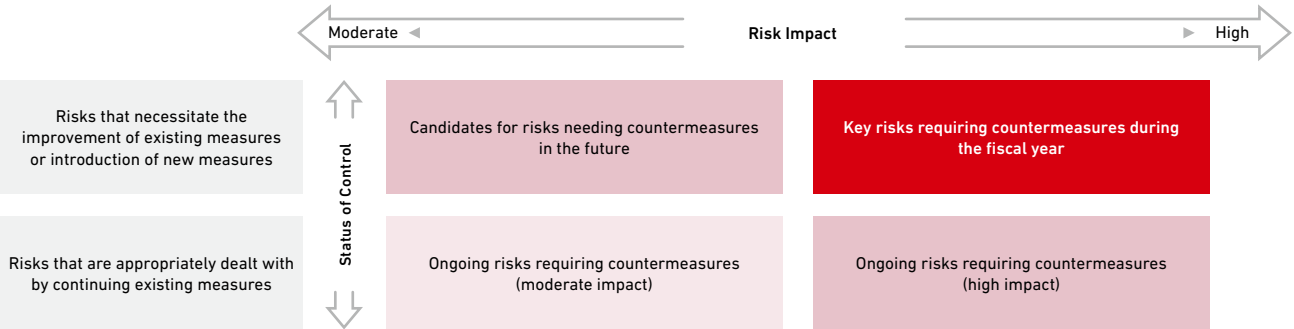 Moderate
Risk Impact
High
Risks that necessitate the
improvement of existing measures
or introduction of new measures
Status of Control
Candidates for risks needing countermeasures
in the future
Key risks requiring countermeasures during
the fiscal year
Risks that are appropriately dealt with
by continuing existing measures
Ongoing risks requiring countermeasures
(moderate impact)
Ongoing risks requiring countermeasures
(high impact)